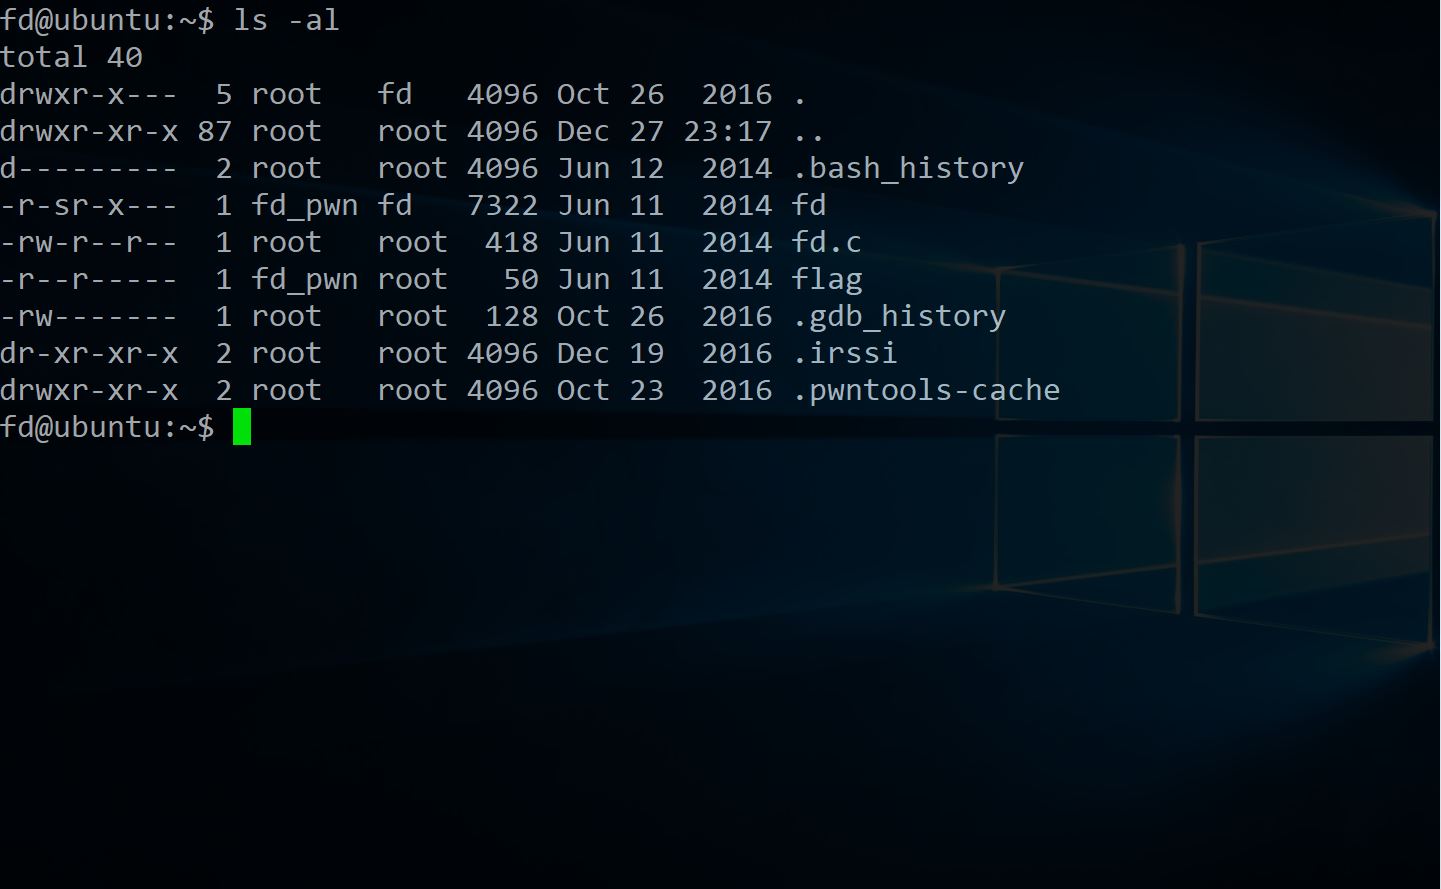 fd@ubuntu:~$ ls -al
total 40
drwxr-x---  5 root   fd   4096 Oct 26  2016 .
drwxr-xr-x 87 root   root 4096 Dec 27 23:17 ..
d---------  2 root   root 4096 Jun 12  2014 .bash_history
-r-sr-x---  1 fd_pwn fd   7322 Jun 11  2014 fd
-rw-r--r--  1 root   root  418 Jun 11  2014 fd.c
-r--r-----  1 fd_pwn root   50 Jun 11  2014 flag
-rw-------  1 root   root  128 Oct 26  2016 .gdb_history
dr-xr-xr-x  2 root   root 4096 Dec 19  2016 .irssi
drwxr-xr-x  2 root   root 4096 Oct 23  2016 .pwntools-cache
fd@ubuntu:~$